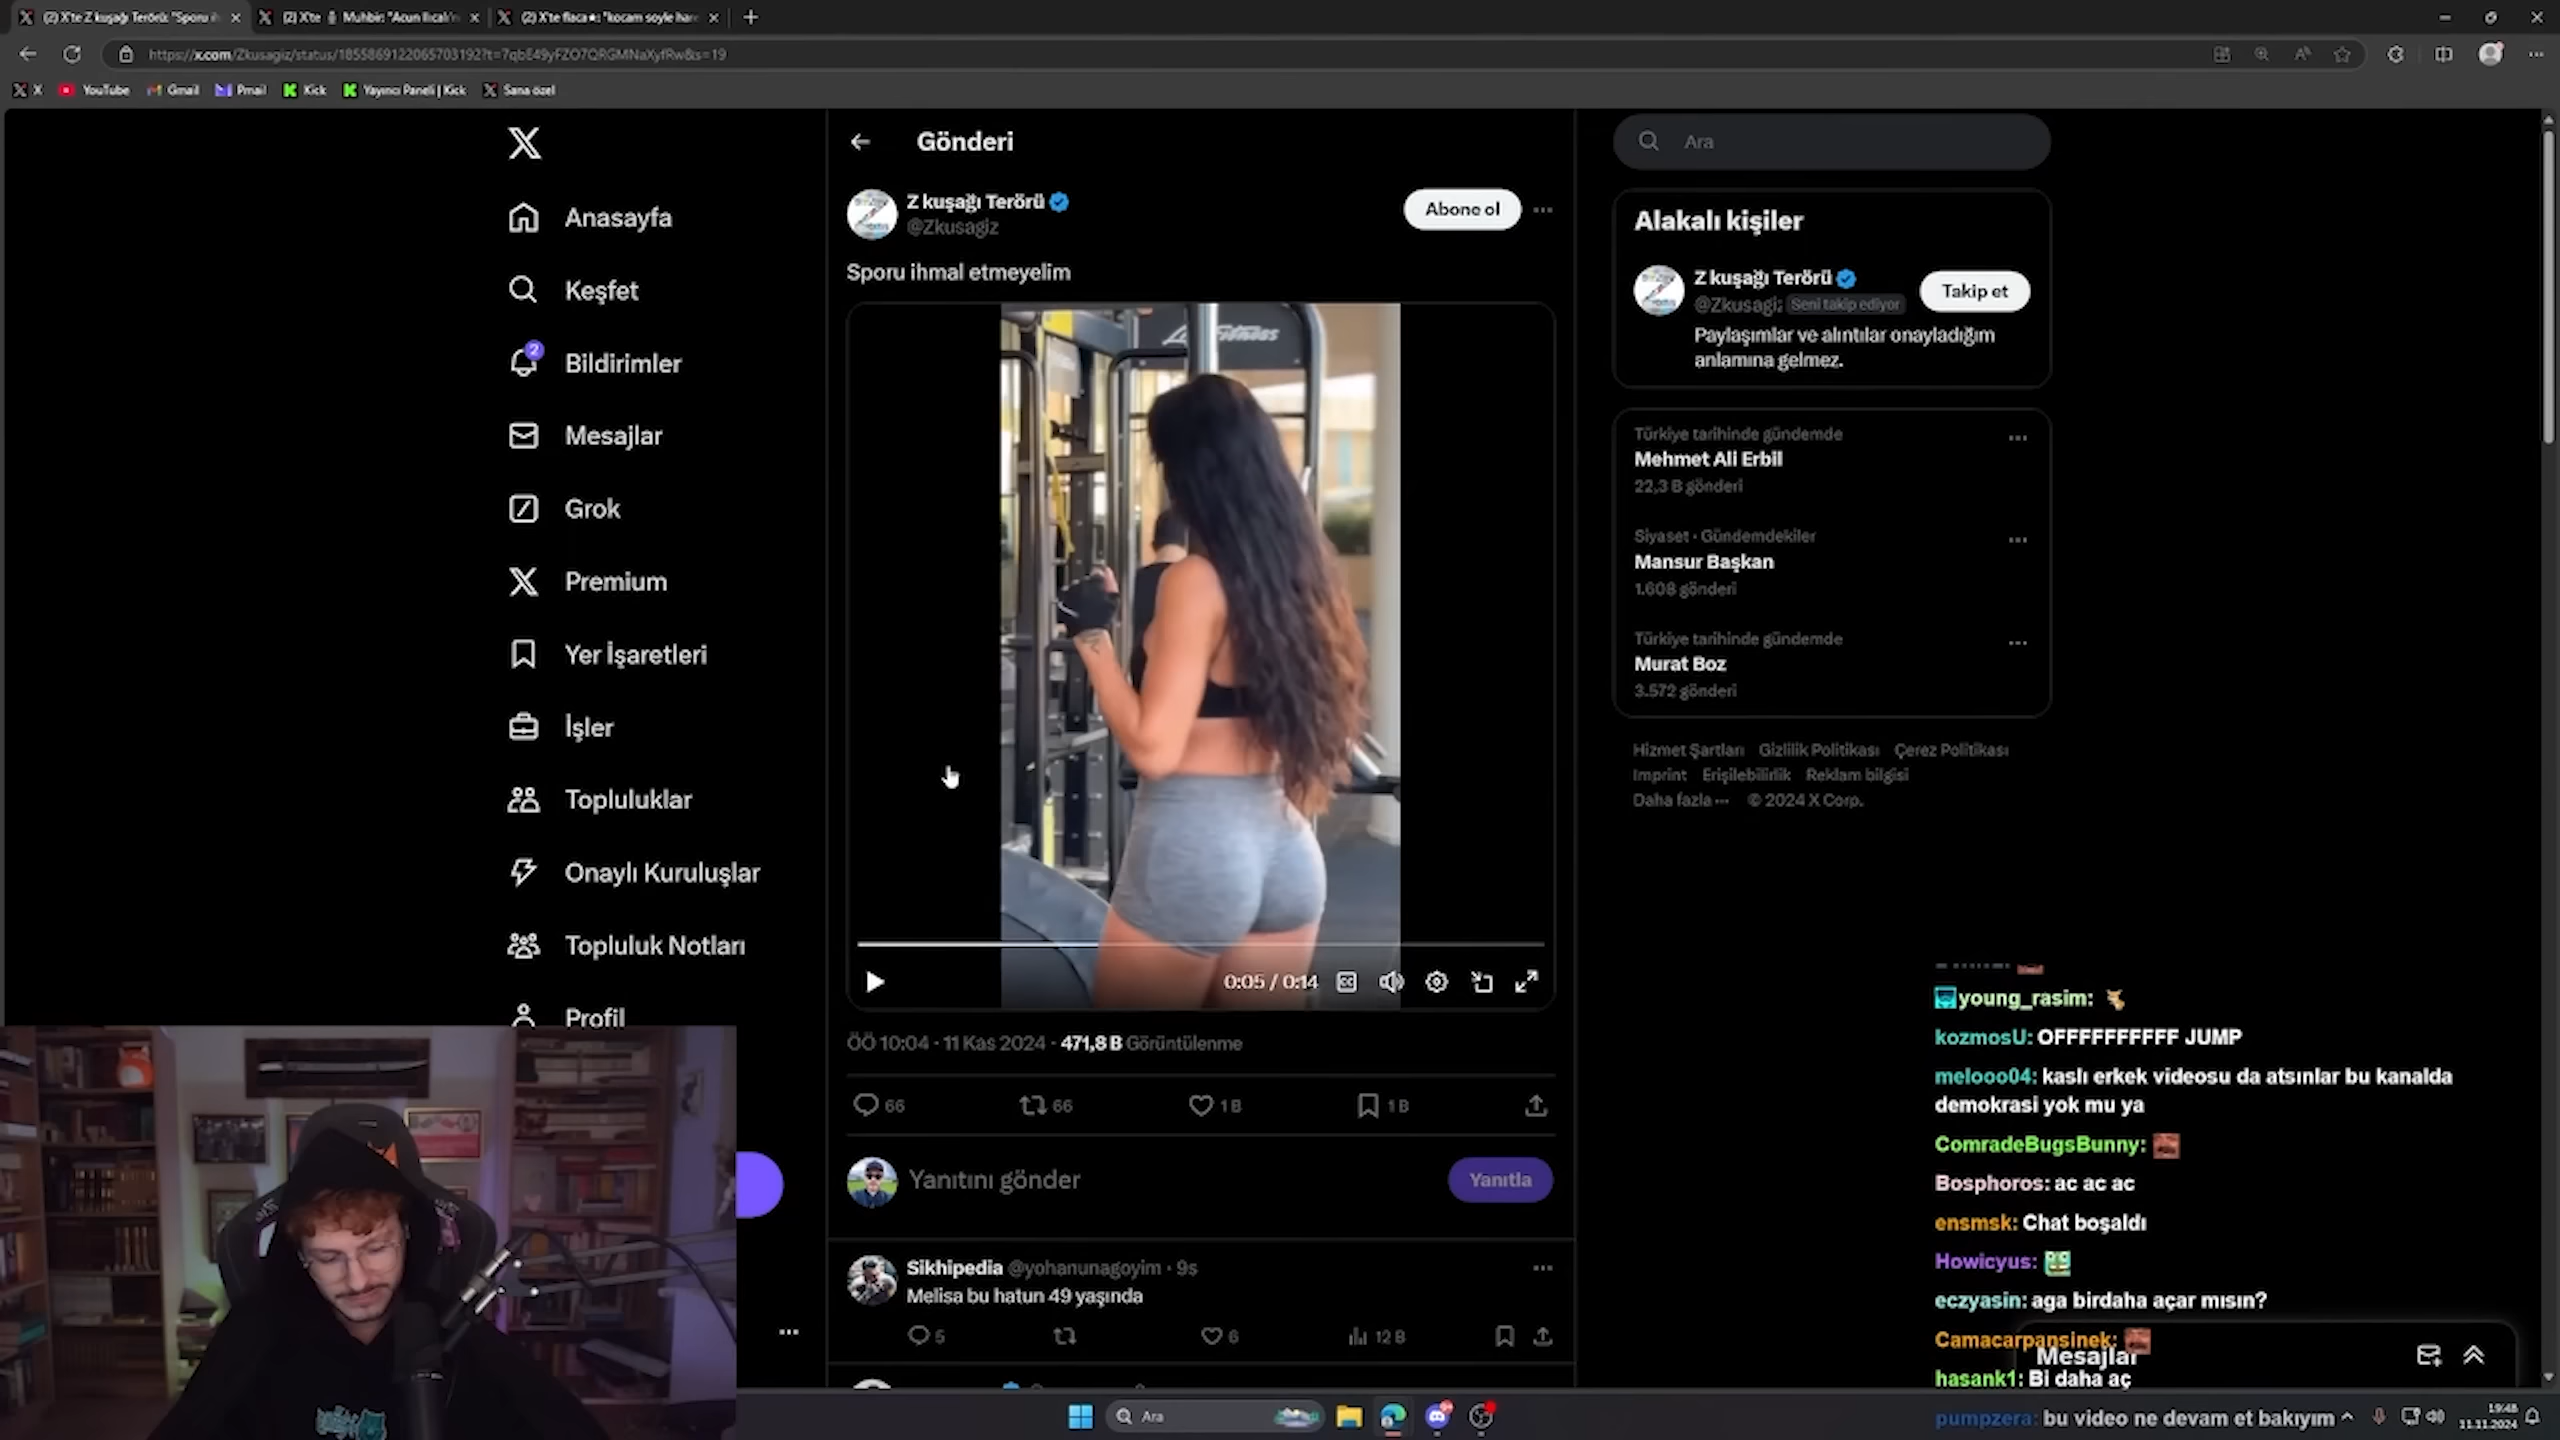 (2) X'te Z kuşağı Terörü: "Sporu ih
(2) X'te
Muhbir: "Acun Ilıcalı'n
(2) X'te flaca★: "kocam soyle hare
https://x.com/Zkusagiz/status/1855869122065703192?t=7qbE49yFZO7QRGMNaXyfRw&s=19
X
YouTube
Gmail
Pmail
Kick
Yayıncı Paneli | Kick
Sana özel
Anasayfa
Keşfet
2
Bildirimler
Mesajlar
Grok
Premium
Yer İşaretleri
İşler
Topluluklar
Onaylı Kuruluşlar
Topluluk Notları
Profil
Gönderi
Z kuşağı Terörü
@Zkusagiz
Abone ol
Sporu ihmal etmeyelim
Life Fitness
0:05 / 0:14
ÖÖ 10:04 · 11 Kas 2024 · 471,8 B Görüntülenme
66
66
1 B
1 B
Yanıtını gönder
Yanıtla
Sikhipedia @yohanunagoyim · 9s
Melisa bu hatun 49 yaşında
5
6
12 B
Ara
Alakalı kişiler
Z kuşağı Terörü
@Zkusagi
Seni takip ediyor
Takip et
Paylaşımlar ve alıntılar onayladığım
anlamına gelmez.
Türkiye tarihinde gündemde
Mehmet Ali Erbil
22,3 B gönderi
Siyaset · Gündemdekiler
Mansur Başkan
1.608 gönderi
Türkiye tarihinde gündemde
Murat Boz
3.572 gönderi
Hizmet Şartları Gizlilik Politikası Çerez Politikası
Imprint Erişilebilirlik Reklam bilgisi
Daha fazla ··· © 2024 X Corp.
young_rasim:
kozmosU: OFFFFFFFFFF JUMP
melooo04: kaslı erkek videosu da atsınlar bu kanalda
demokrasi yok mu ya
ComradeBugsBunny:
Bosphoros: ac ac ac
ensmsk: Chat boşaldı
Howicyus:
eczyasin: aga birdaha açar mısın?
Camacarpansinek:
Mesajlar
hasank1: Bi daha aç
pumpzera: bu video ne devam et bakıyım
Ara
19:48
11.11.2024